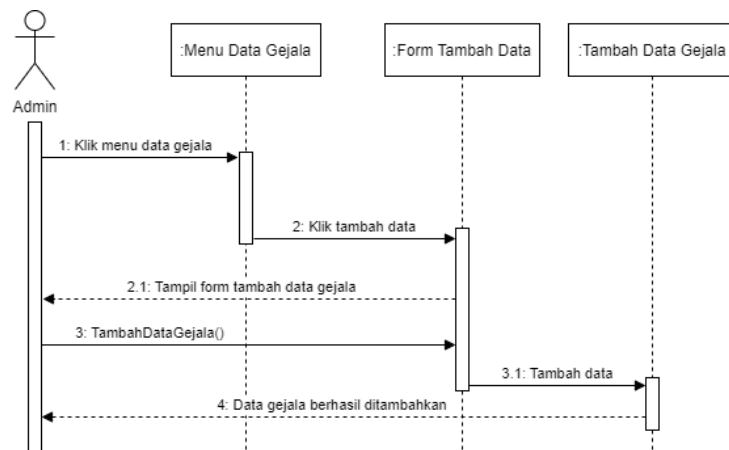 :Menu Data Gejala
:Form Tambah Data
:Tambah Data Gejala
Admin
1: Klik menu data gejala
2: Klik tambah data
2.1: Tampil form tambah data gejala
3: TambahDataGejala()
3.1: Tambah data
4: Data gejala berhasil ditambahkan